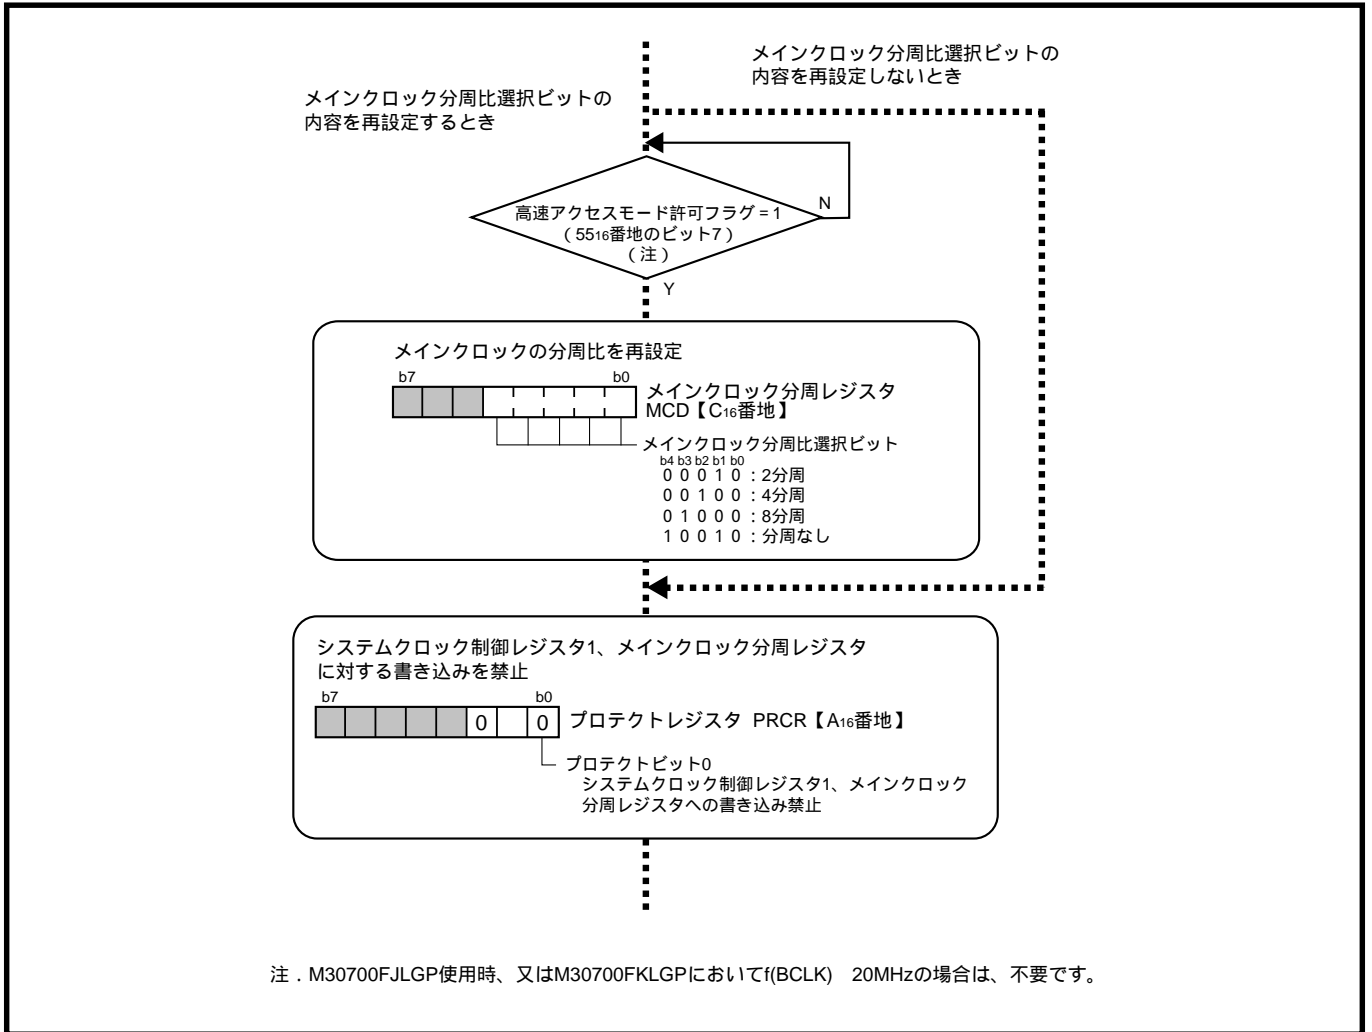 メインクロック分周比選択ビットの
内容を再設定しないとき
メインクロック分周比選択ビットの
内容を再設定するとき
高速アクセスモード許可フラグ = 1
( 5516番地のビット7 )
( 注 )
N
Y
メインクロックの分周比を再設定
b7 b0
メインクロック分周レジスタ
MCD【C16番地】
メインクロック分周比選択ビット
b4 b3 b2 b1 b0
0 0 0 1 0 : 2分周
0 0 1 0 0 : 4分周
0 1 0 0 0 : 8分周
1 0 0 1 0 : 分周なし
システムクロック制御レジスタ1、メインクロック分周レジスタ
に対する書き込みを禁止
b7 b0
0 0 プロテクトレジスタ PRCR【A16番地】
プロテクトビット0
システムクロック制御レジスタ1、メインクロック
分周レジスタへの書き込み禁止
注 . M30700FJLGP使用時、又はM30700FKLGPにおいてf(BCLK) 20MHzの場合は、不要です。